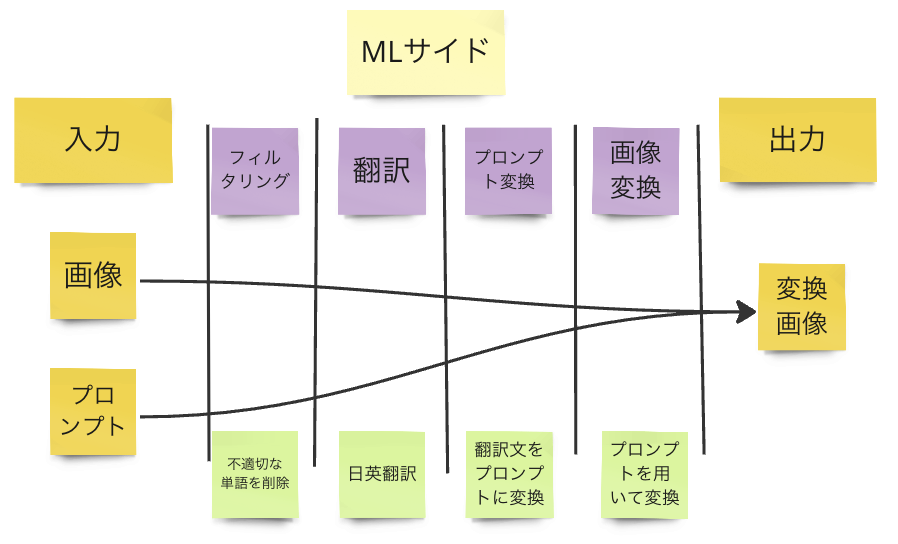 MLサイド
入力
出力
フィル
タリング
翻訳
プロンプ
ト変換
画像
変換
画像
変換
画像
プロ
ンプト
不適切な
単語を削除
日英翻訳
翻訳文を
プロンプ
トに変換
プロンプ
トを用
いて変換